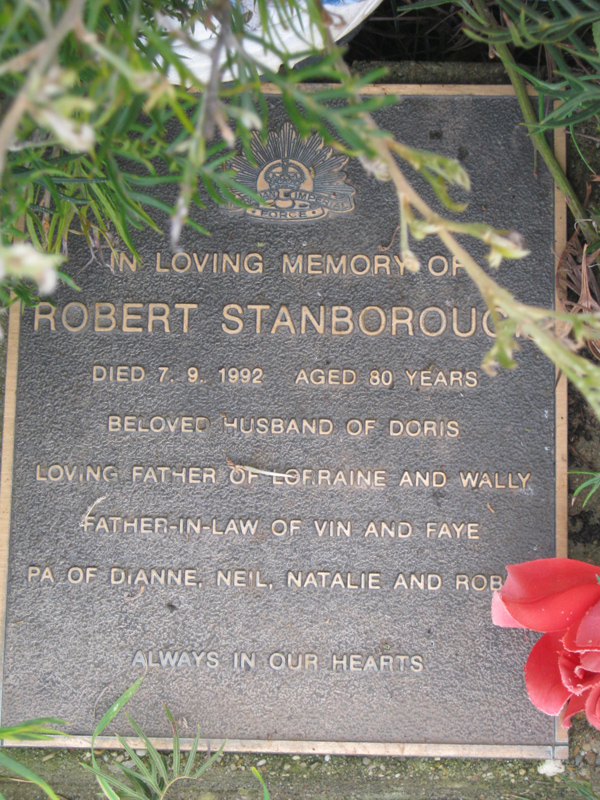 IMPERIAL
FORCE
IN LOVING MEMORY OF
ROBERT STANBOROUGH
DIED 7. 9. 1992 AGED 80 YEARS
BELOVED HUSBAND OF DORIS
LOVING FATHER OF LORRAINE AND WALLY
FATHER-IN-LAW OF VIN AND FAYE
PA OF DIANNE, NEIL, NATALIE AND
ALWAYS IN OUR HEARTS